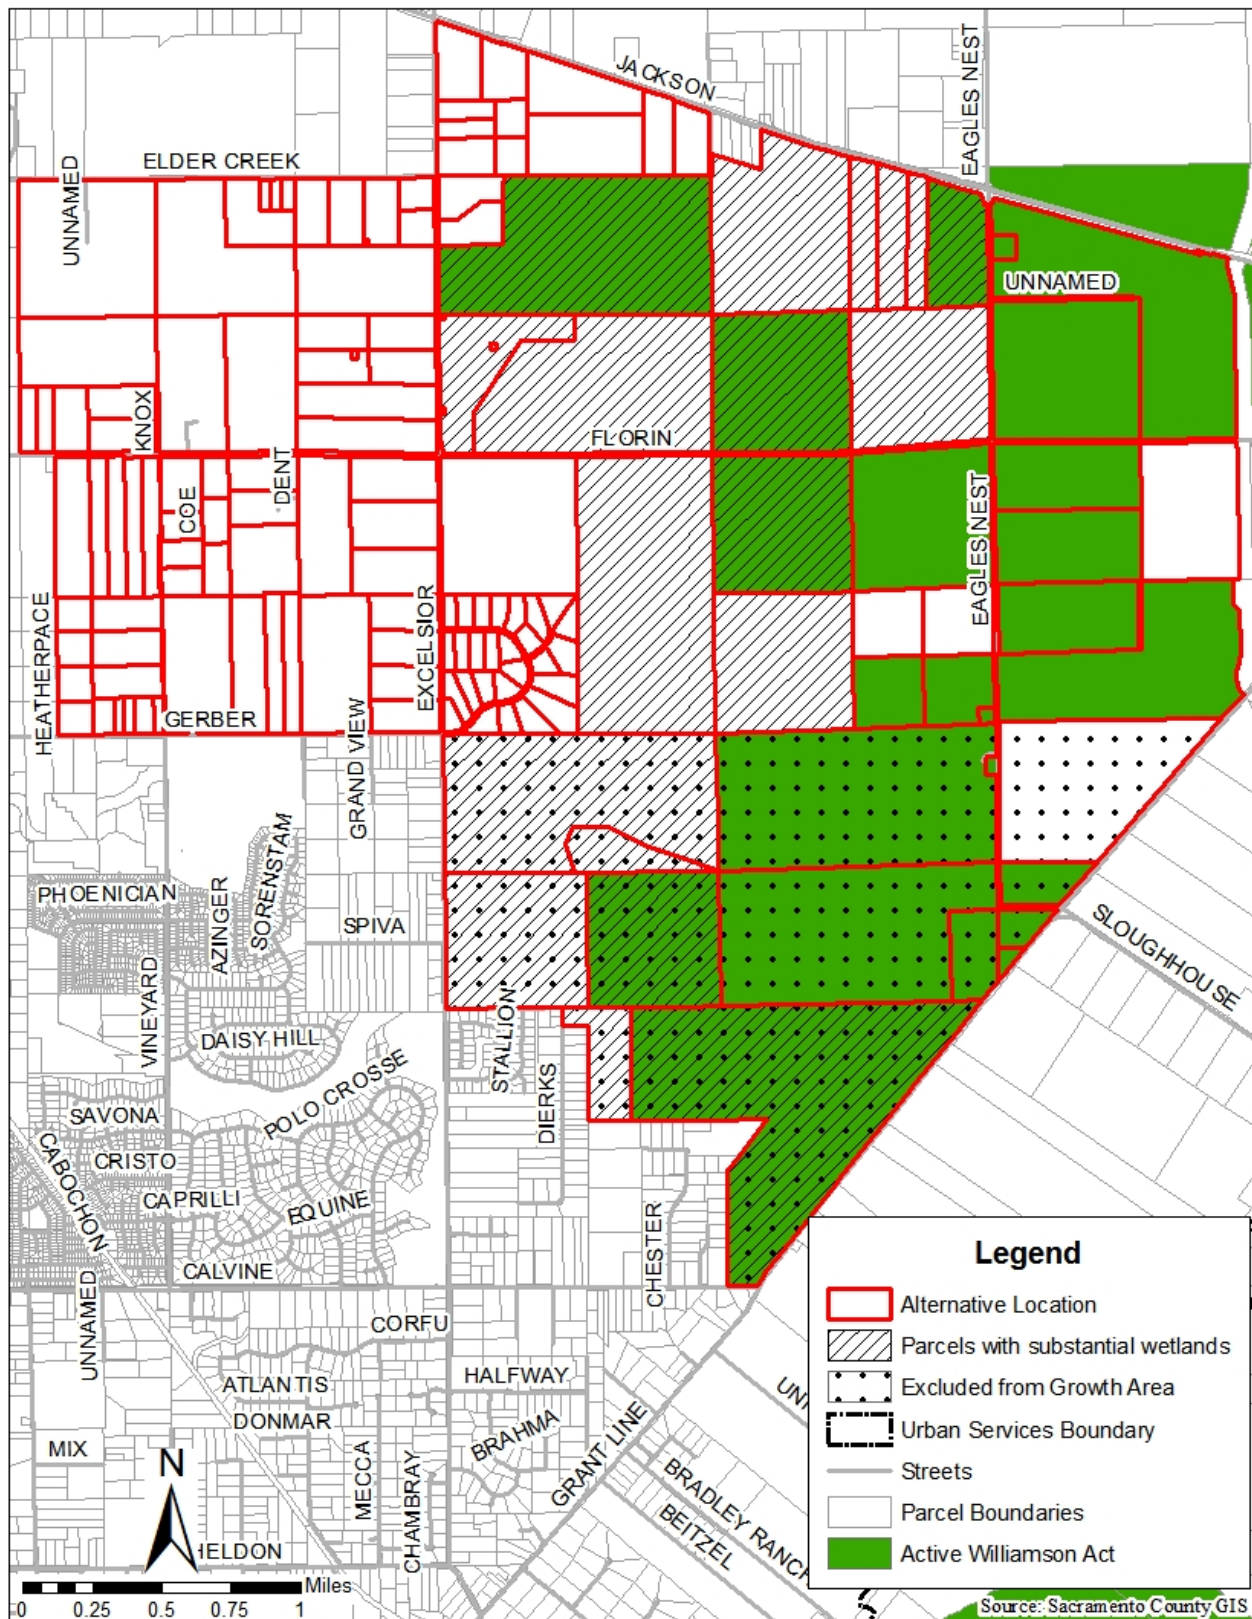 JACKSON
EAGLES NEST
ELDER CREEK
UNNAMED
UNNAMED
KNOX
FLORIN
DENT
COE
EAGLES NEST
EXCELSIOR
HEATHERPACE
GERBER
GRAND VIEW
SORENSTAM
PHOENICIAN
AZINGER
SPIVA
SLOUGHHOUSE
VINEYARD
STALLION
DAISY HILL
DIERKS
POLO CROSSE
SAVONA
CABOCHON
CRISTO
CAPRILLI
EQUINE
CHESTER
CALVINE
UNNAMED
CORFU
HALFWAY
ATLANTIS
DONMAR
BRAHMA
GRANT LINE
MIX
MECCA
CHAMBRAY
BRADLEY RANCH
BEITZEL
UNI
HELDON
N
Miles
0 0.25 0.5 0.75 1
Legend
Alternative Location
Parcels with substantial wetlands
Excluded from Growth Area
Urban Services Boundary
Streets
Parcel Boundaries
Active Williamson Act
Source: Sacramento County GIS